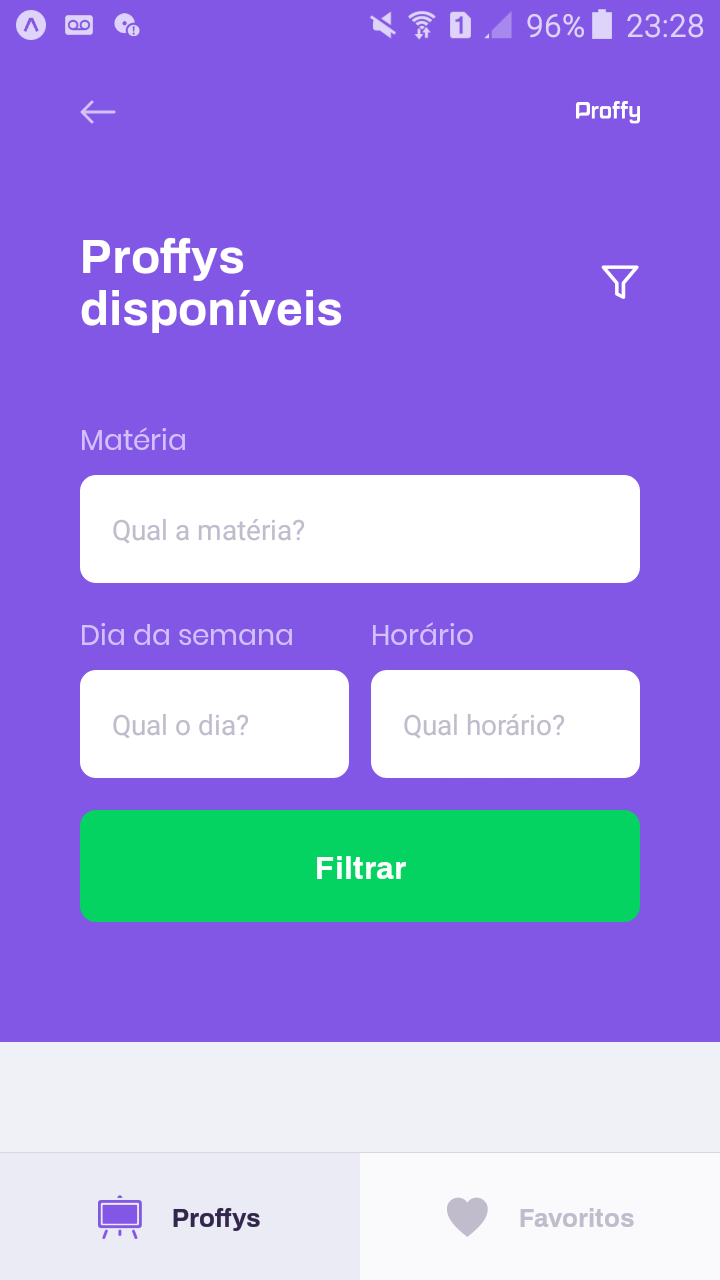 96% 23:28
Proffy
Proffys
disponíveis
Matéria
Qual a matéria?
Dia da semana Horário
Qual o dia? Qual horário?
Filtrar
Proffys Favoritos